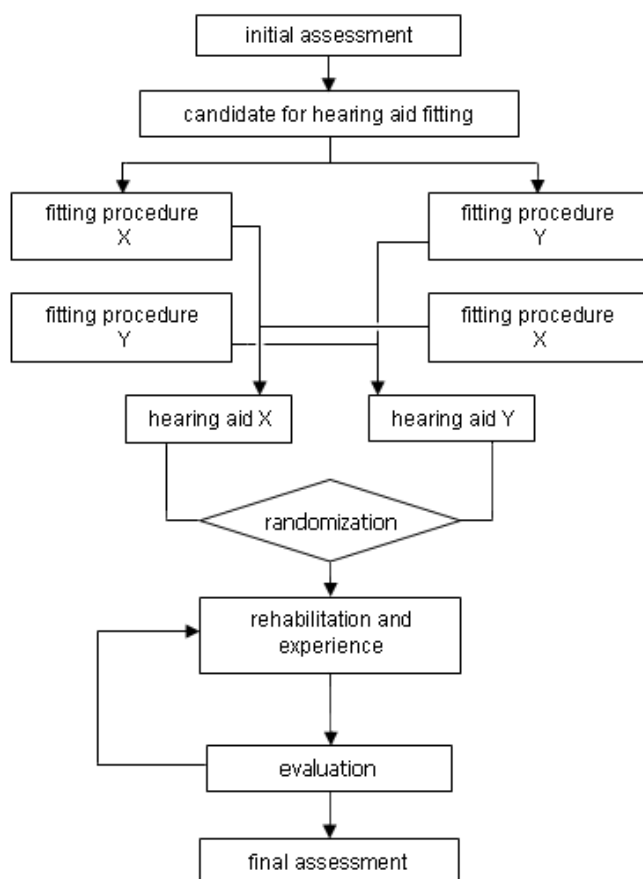 initial assessment
candidate for hearing aid fitting
fitting procedure
X
fitting procedure
Y
fitting procedure
Y
fitting procedure
X
hearing aid X
hearing aid Y
randomization
rehabilitation and
experience
evaluation
final assessment